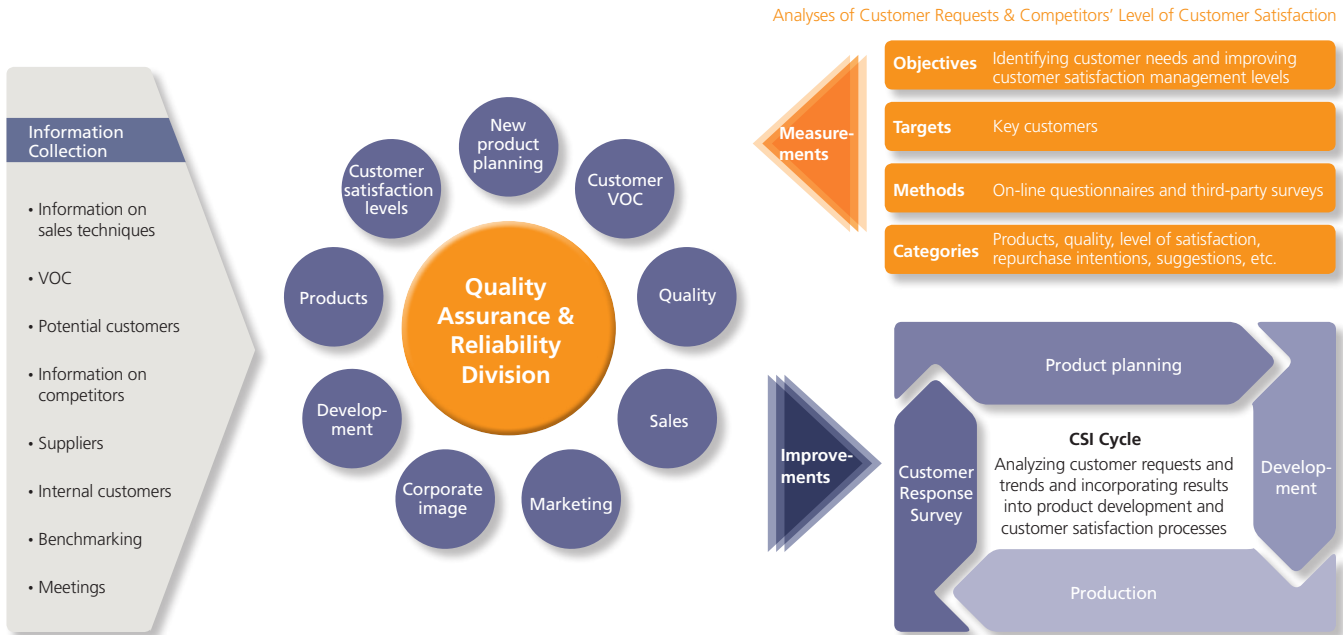 Analyses of Customer Requests & Competitors' Level of Customer Satisfaction
Information
Collection
• Information on
sales techniques
• VOC
• Potential customers
• Information on
competitors
• Suppliers
• Internal customers
• Benchmarking
• Meetings
New
product
planning
Customer
VOC
Quality
Sales
Marketing
Corporate
image
Develop-
ment
Products
Customer
satisfaction
levels
Quality
Assurance &
Reliability
Division
Measure-
ments
Objectives Identifying customer needs and improving
customer satisfaction management levels
Targets Key customers
Methods On-line questionnaires and third-party surveys
Categories Products, quality, level of satisfaction,
repurchase intentions, suggestions, etc.
Improve-
ments
Product planning
Develop-
ment
Production
Customer
Response
Survey
CSI Cycle
Analyzing customer requests and
trends and incorporating results
into product development and
customer satisfaction processes